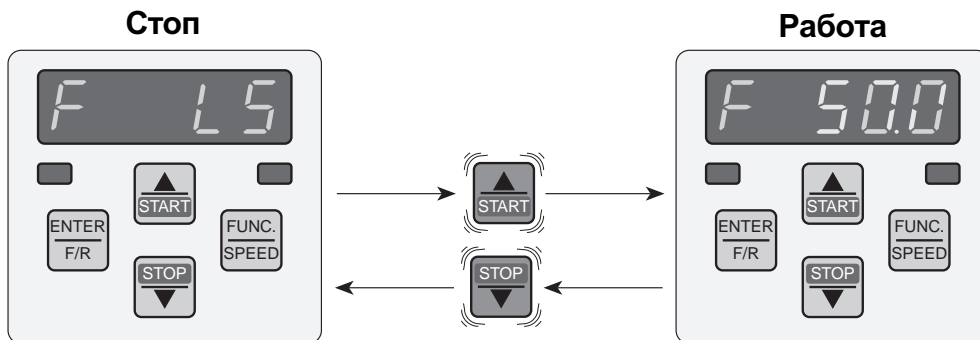 Стоп
F LS
START
ENTER
F/R
FUNC.
SPEED
STOP
START
STOP
Работа
F 50.0
START
ENTER
F/R
FUNC.
SPEED
STOP